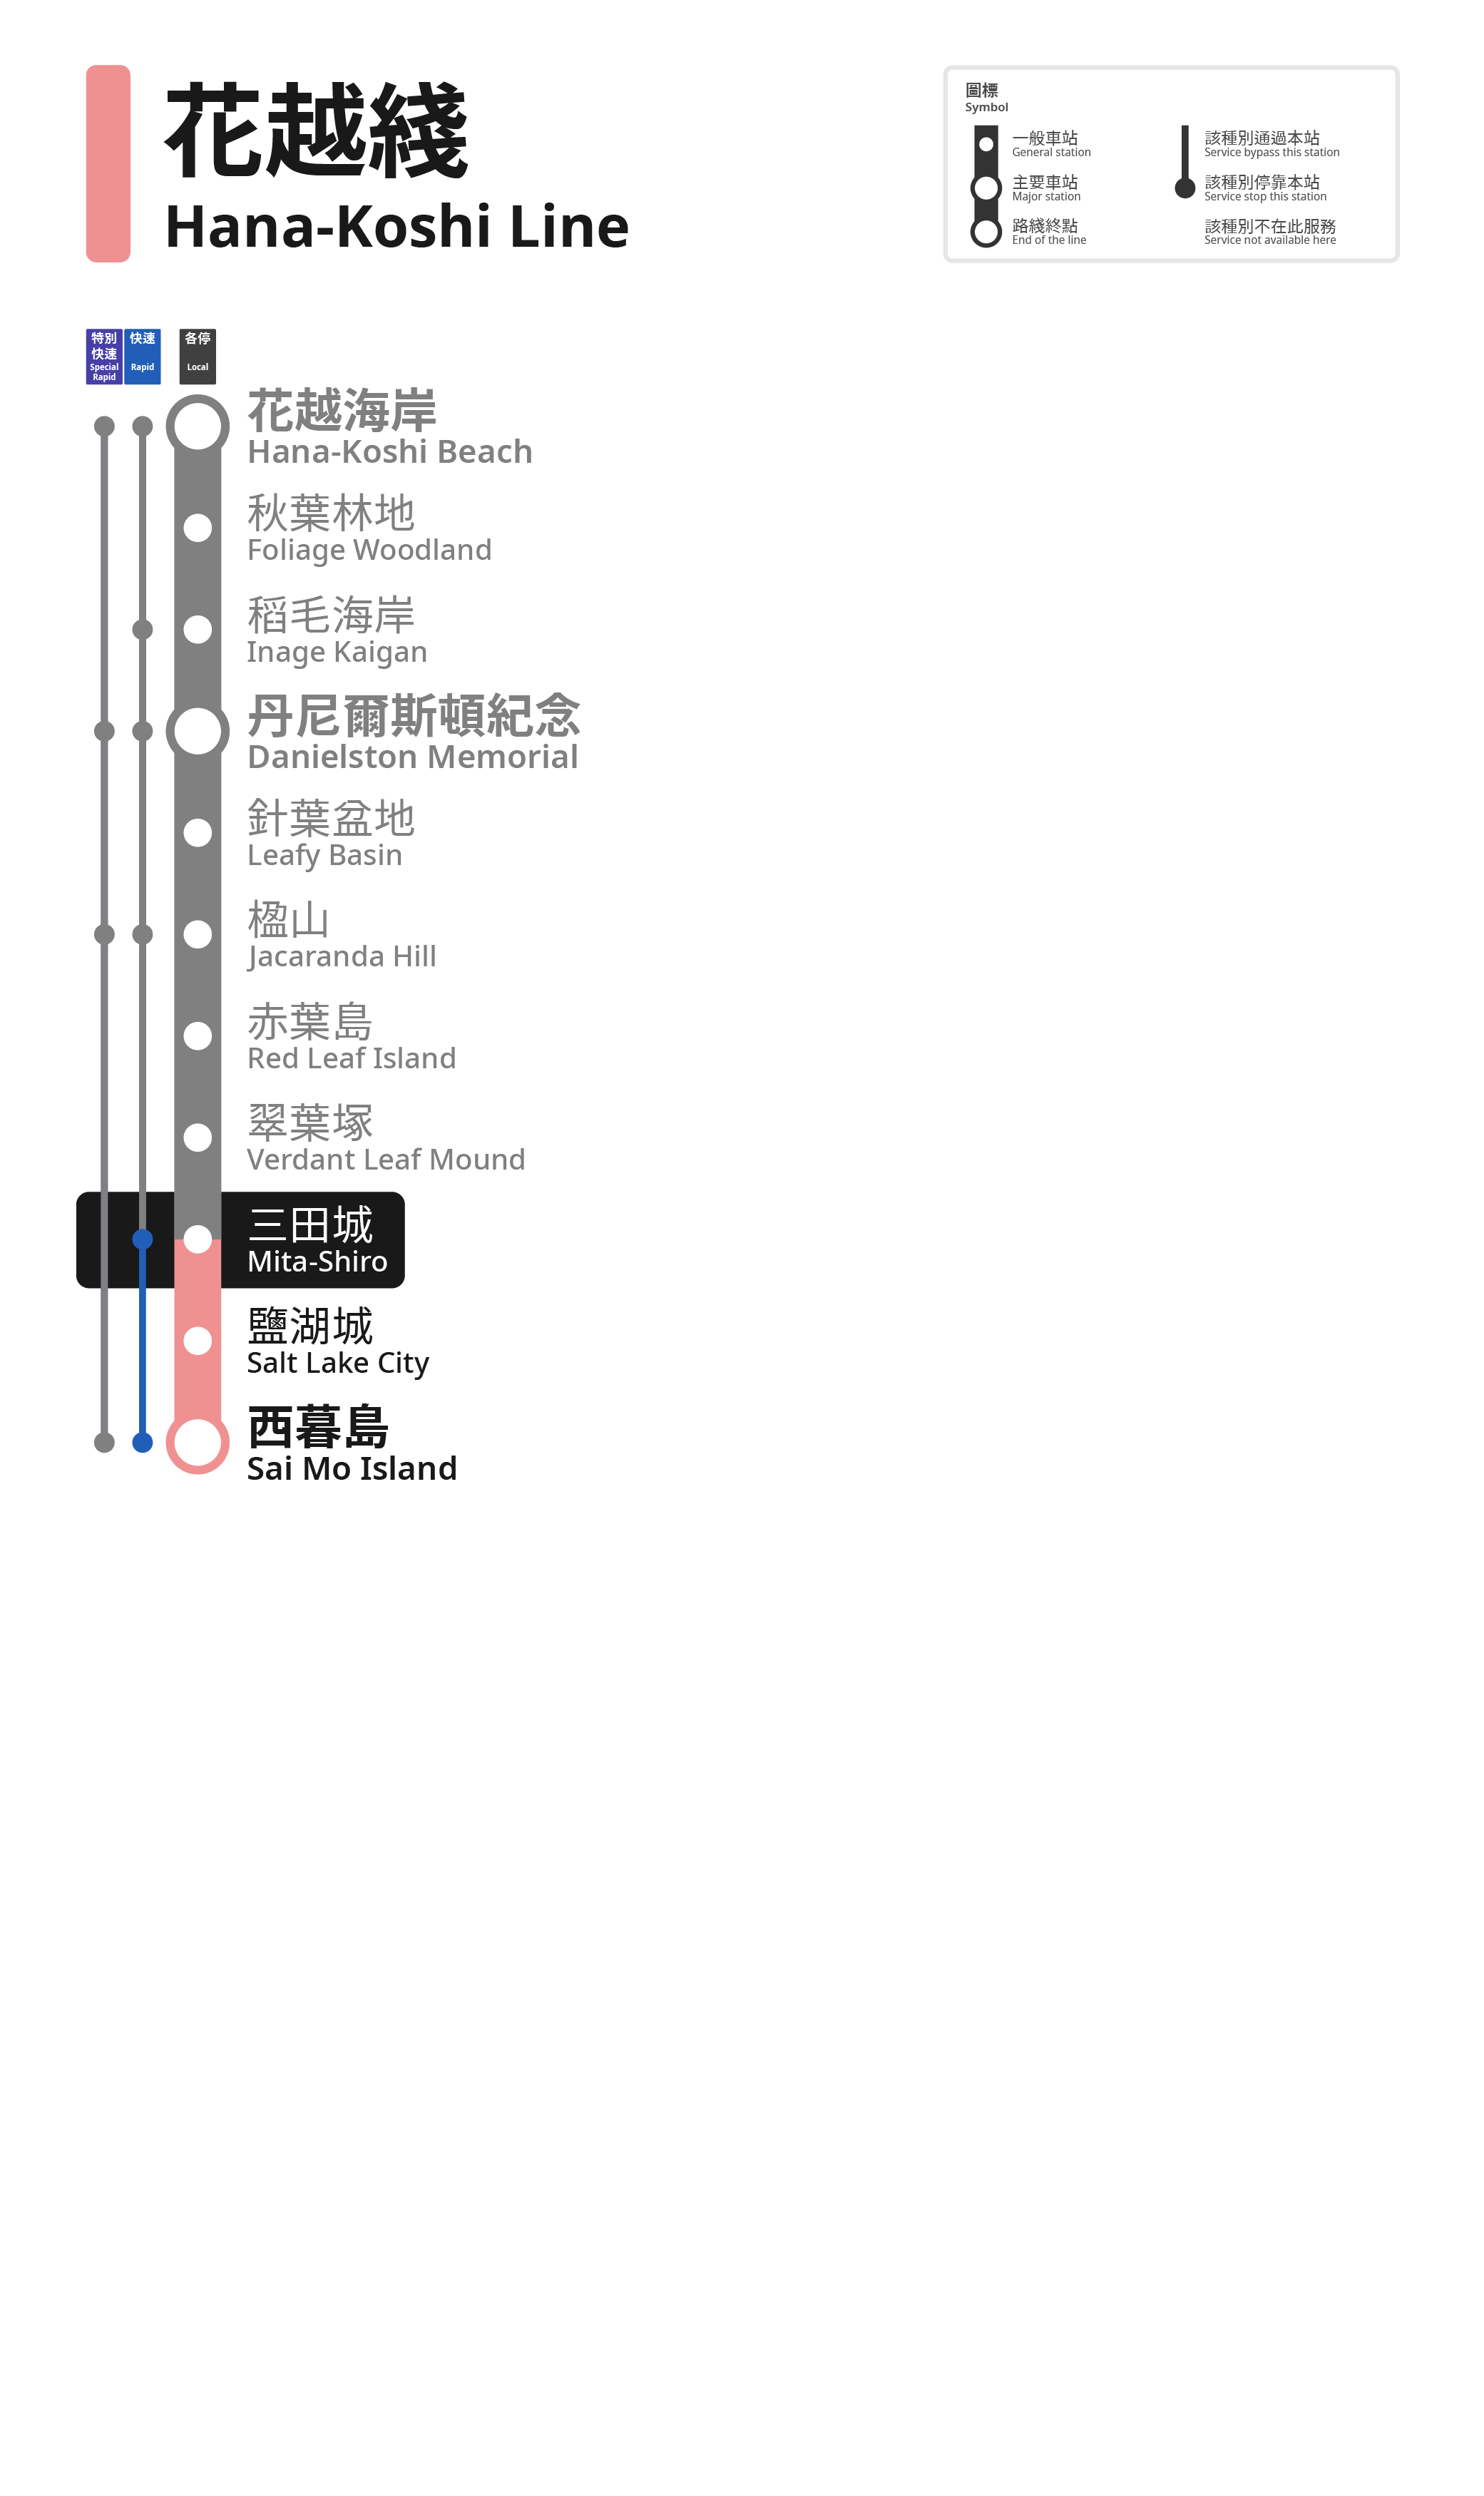 花越綫
Hana-Koshi Line
圖標
Symbol
一般車站
General station
主要車站
Major station
路綫終點
End of the line
該種別通過本站
Service bypass this station
該種別停靠本站
Service stop this station
該種別不在此服務
Service not available here
特別
快速
Special
Rapid
快速
Rapid
各停
Local
花越海岸
Hana-Koshi Beach
秋葉林地
Foliage Woodland
稻毛海岸
Inage Kaigan
丹尼爾斯頓紀念
Danielston Memorial
針葉盆地
Leafy Basin
楹山
Jacaranda Hill
赤葉島
Red Leaf Island
翠葉塚
Verdant Leaf Mound
三田城
Mita-Shiro
鹽湖城
Salt Lake City
西暮島
Sai Mo Island